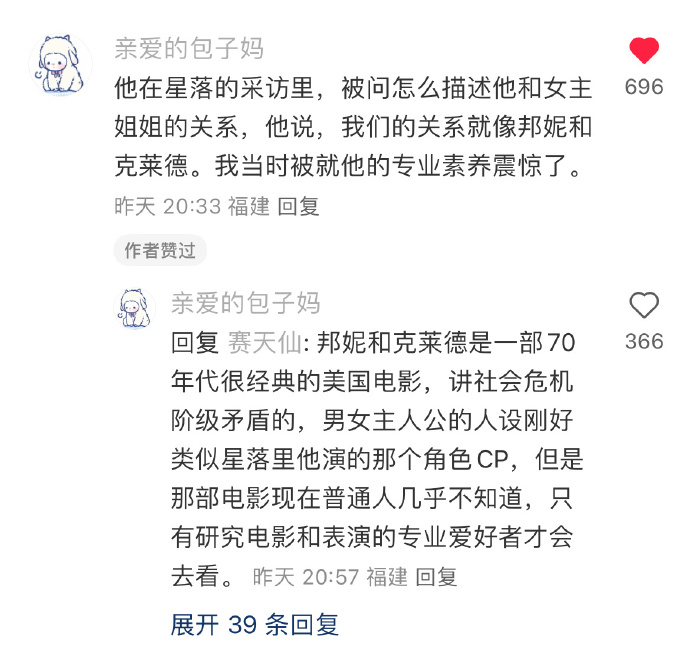 亲爱的包子妈
他在星落的采访里，被问怎么描述他和女主
696
姐姐的关系，他说，我们的关系就像邦妮和
克莱德。我当时被就他的专业素养震惊了。
昨天 20:33 福建 回复
作者赞过
亲爱的包子妈
回复 赛天仙: 邦妮和克莱德是一部70
366
年代很经典的美国电影，讲社会危机
阶级矛盾的，男女主人公的人设刚好
类似星落里他演的那个角色CP，但是
那部电影现在普通人几乎不知道，只
有研究电影和表演的专业爱好者才会
去看。 昨天 20:57 福建 回复
展开 39 条回复